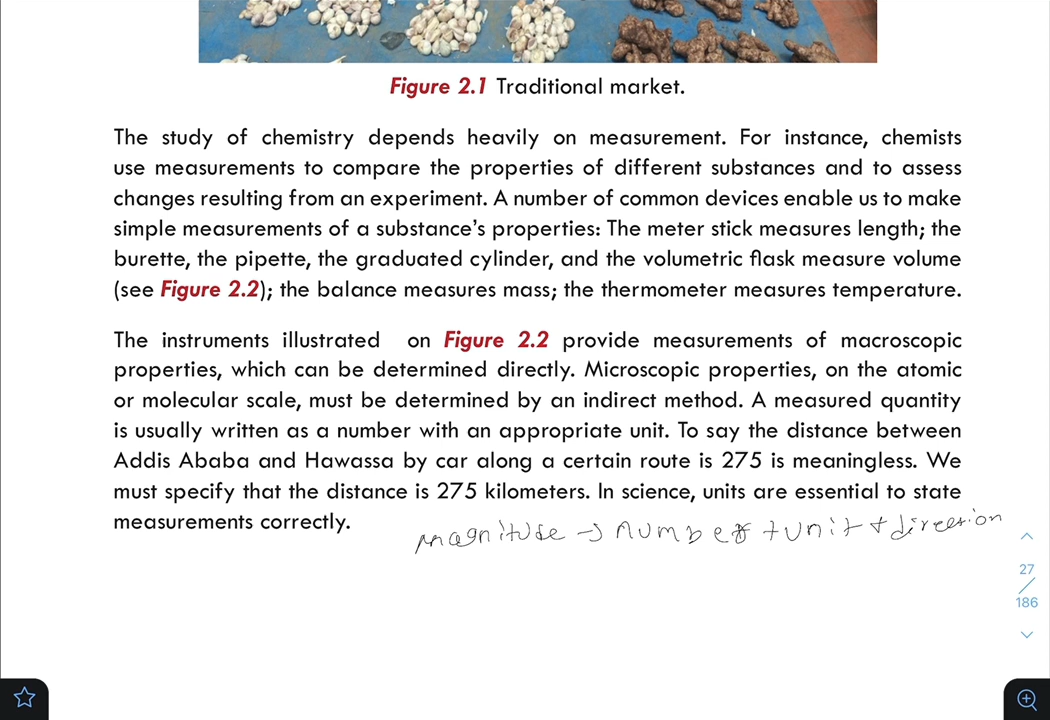 Figure 2.1 Traditional market.
The study of chemistry depends heavily on measurement. For instance, chemists
use measurements to compare the properties of different substances and to assess
changes resulting from an experiment. A number of common devices enable us to make
simple measurements of a substance’s properties: The meter stick measures length; the
burette, the pipette, the graduated cylinder, and the volumetric flask measure volume
(see Figure 2.2); the balance measures mass; the thermometer measures temperature.
The instruments illustrated on Figure 2.2 provide measurements of macroscopic
properties, which can be determined directly. Microscopic properties, on the atomic
or molecular scale, must be determined by an indirect method. A measured quantity
is usually written as a number with an appropriate unit. To say the distance between
Addis Ababa and Hawassa by car along a certain route is 275 is meaningless. We
must specify that the distance is 275 kilometers. In science, units are essential to state
measurements correctly.
magnitude → number + unit + direction
27
186